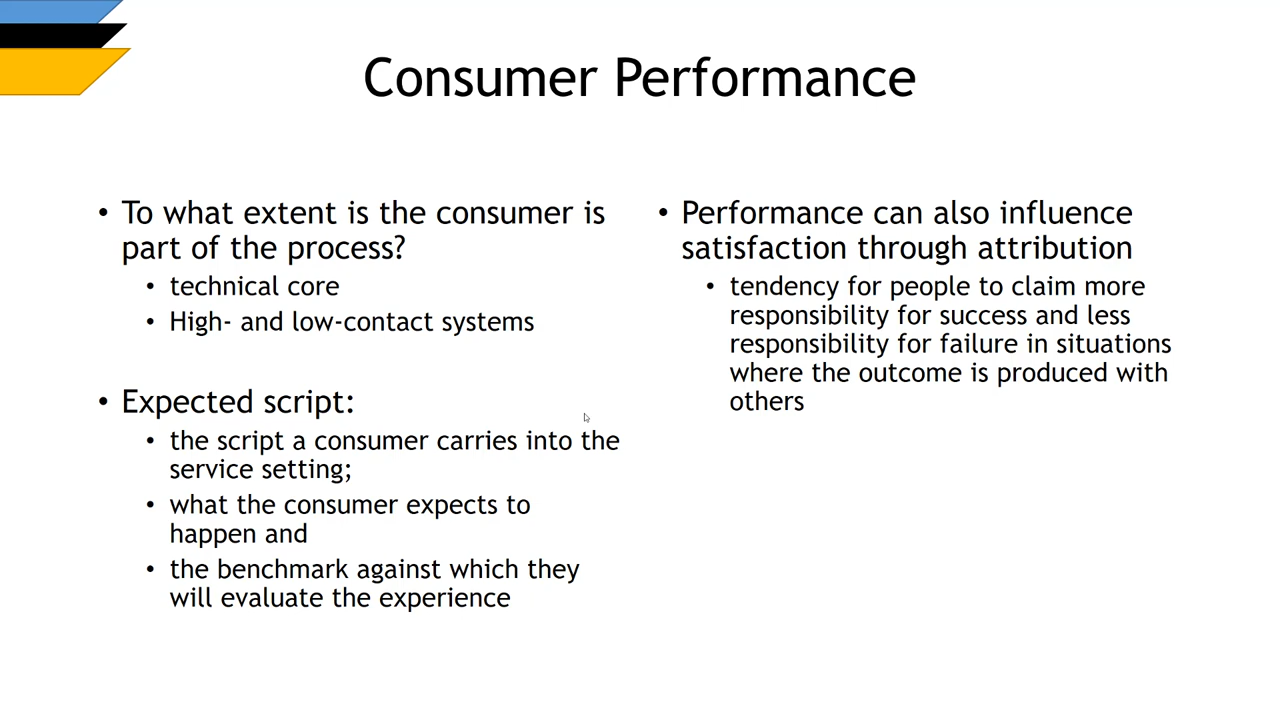 Consumer Performance
• To what extent is the consumer is
part of the process?
• technical core
• High- and low-contact systems
• Expected script:
• the script a consumer carries into the
service setting;
• what the consumer expects to
happen and
• the benchmark against which they
will evaluate the experience
• Performance can also influence
satisfaction through attribution
• tendency for people to claim more
responsibility for success and less
responsibility for failure in situations
where the outcome is produced with
others